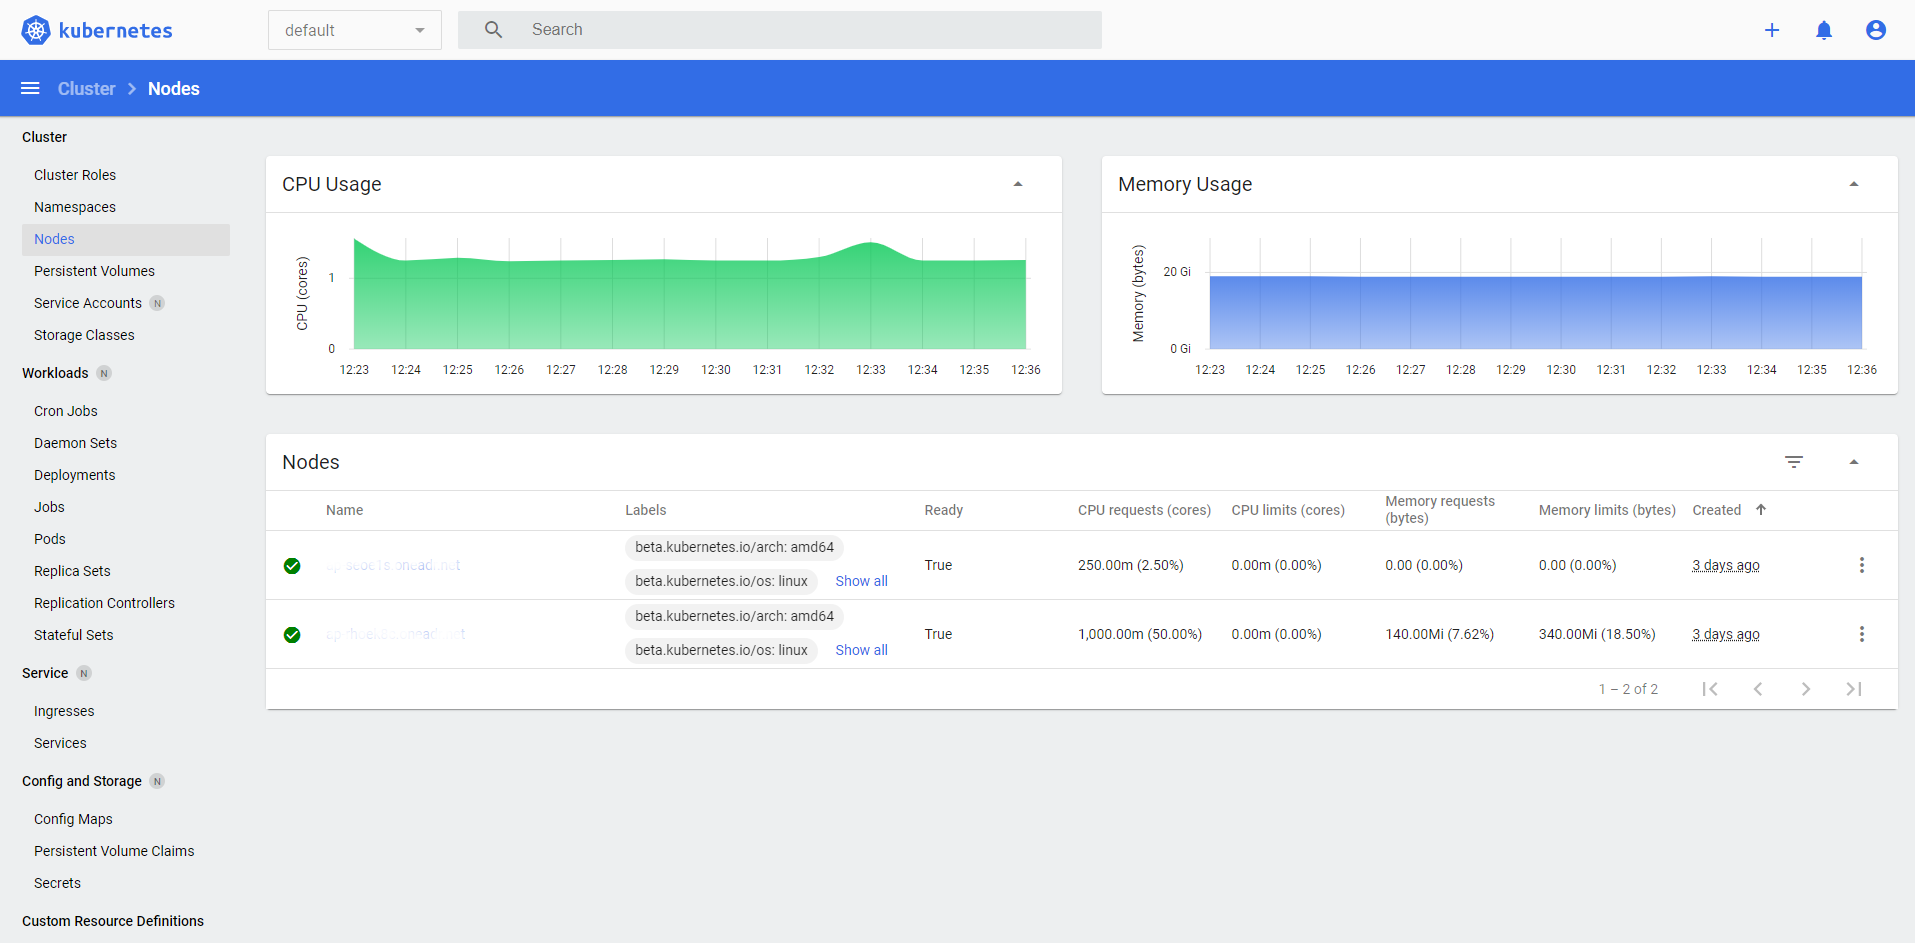 kubernetes
default
Search
Cluster
Nodes
Cluster
Cluster Roles
Namespaces
Nodes
Persistent Volumes
Service Accounts N
Storage Classes
Workloads N
Cron Jobs
Daemon Sets
Deployments
Jobs
Pods
Replica Sets
Replication Controllers
Stateful Sets
Service N
Ingresses
Services
Config and Storage N
Config Maps
Persistent Volume Claims
Secrets
Custom Resource Definitions
CPU Usage
CPU (cores)
1
0
12:23 12:24 12:25 12:26 12:27 12:28 12:29 12:30 12:31 12:32 12:33 12:34 12:35 12:36
Memory Usage
Memory (bytes)
20 Gi
0 Gi
12:23 12:24 12:25 12:26 12:27 12:28 12:29 12:30 12:31 12:32 12:33 12:34 12:35 12:36
Nodes
Name Labels Ready CPU requests (cores) CPU limits (cores) Memory requests (bytes) Memory limits (bytes) Created
beta.kubernetes.io/arch: amd64
beta.kubernetes.io/os: linux Show all
True 250.00m (2.50%) 0.00m (0.00%) 0.00 (0.00%) 0.00 (0.00%) 3 days ago
beta.kubernetes.io/arch: amd64
beta.kubernetes.io/os: linux Show all
True 1,000.00m (50.00%) 0.00m (0.00%) 140.00Mi (7.62%) 340.00Mi (18.50%) 3 days ago
1 – 2 of 2